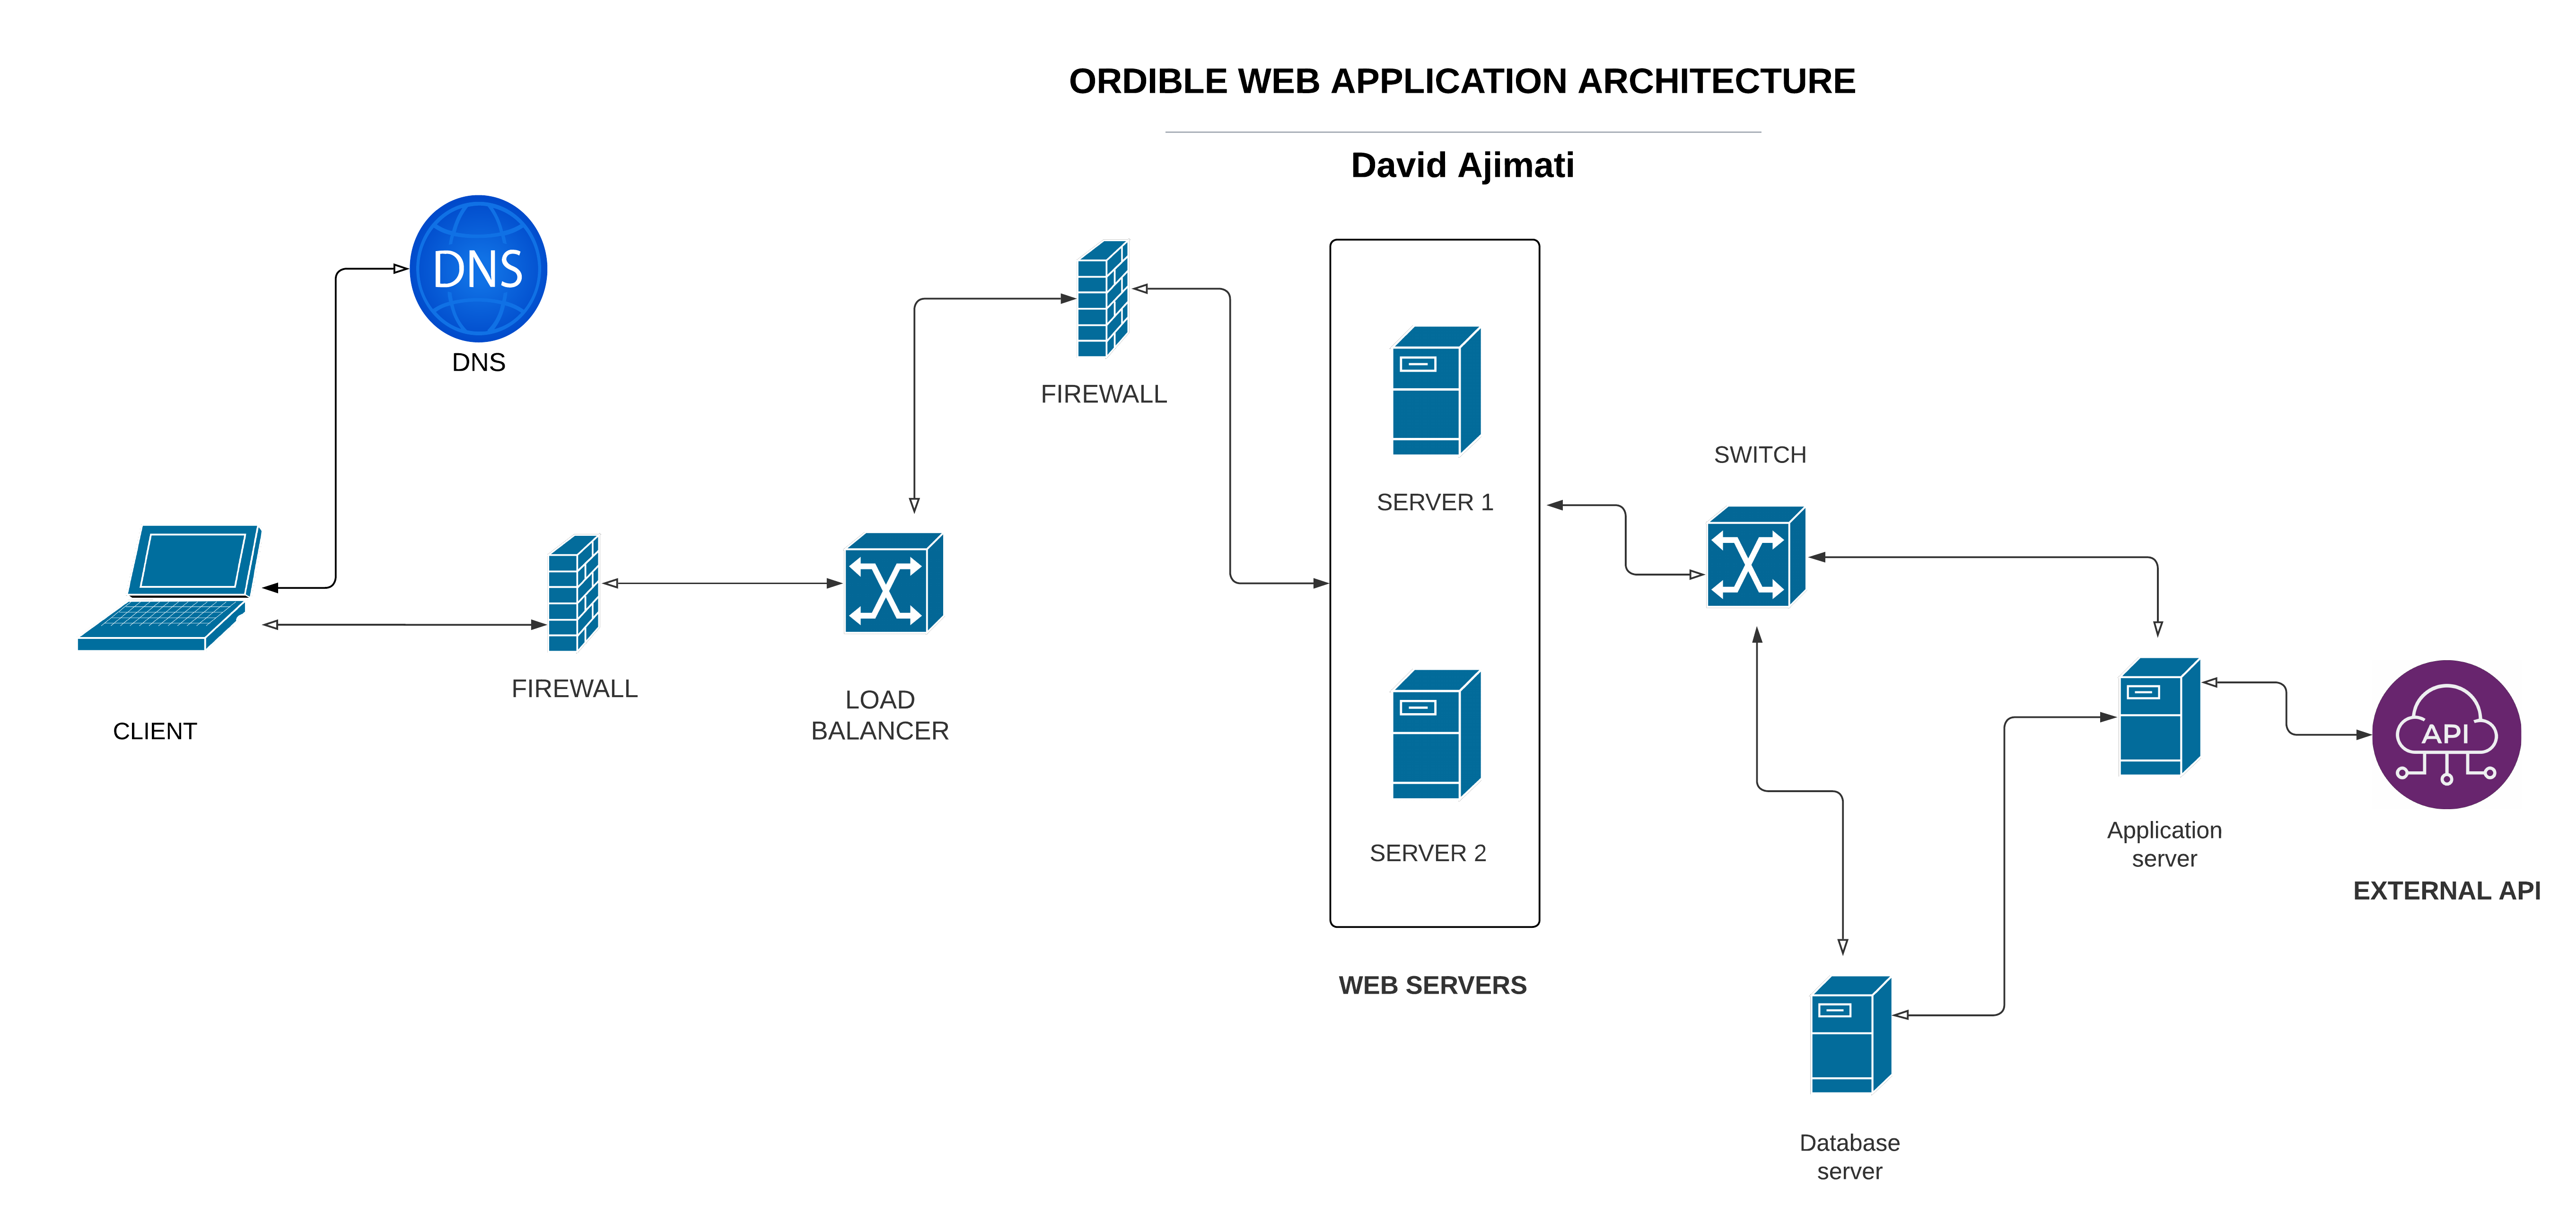 ORDIBLE WEB APPLICATION ARCHITECTURE
David Ajimati
DNS
DNS
FIREWALL
SWITCH
SERVER 1
FIREWALL
LOAD
BALANCER
CLIENT
API
SERVER 2
Application
server
EXTERNAL API
WEB SERVERS
Database
server